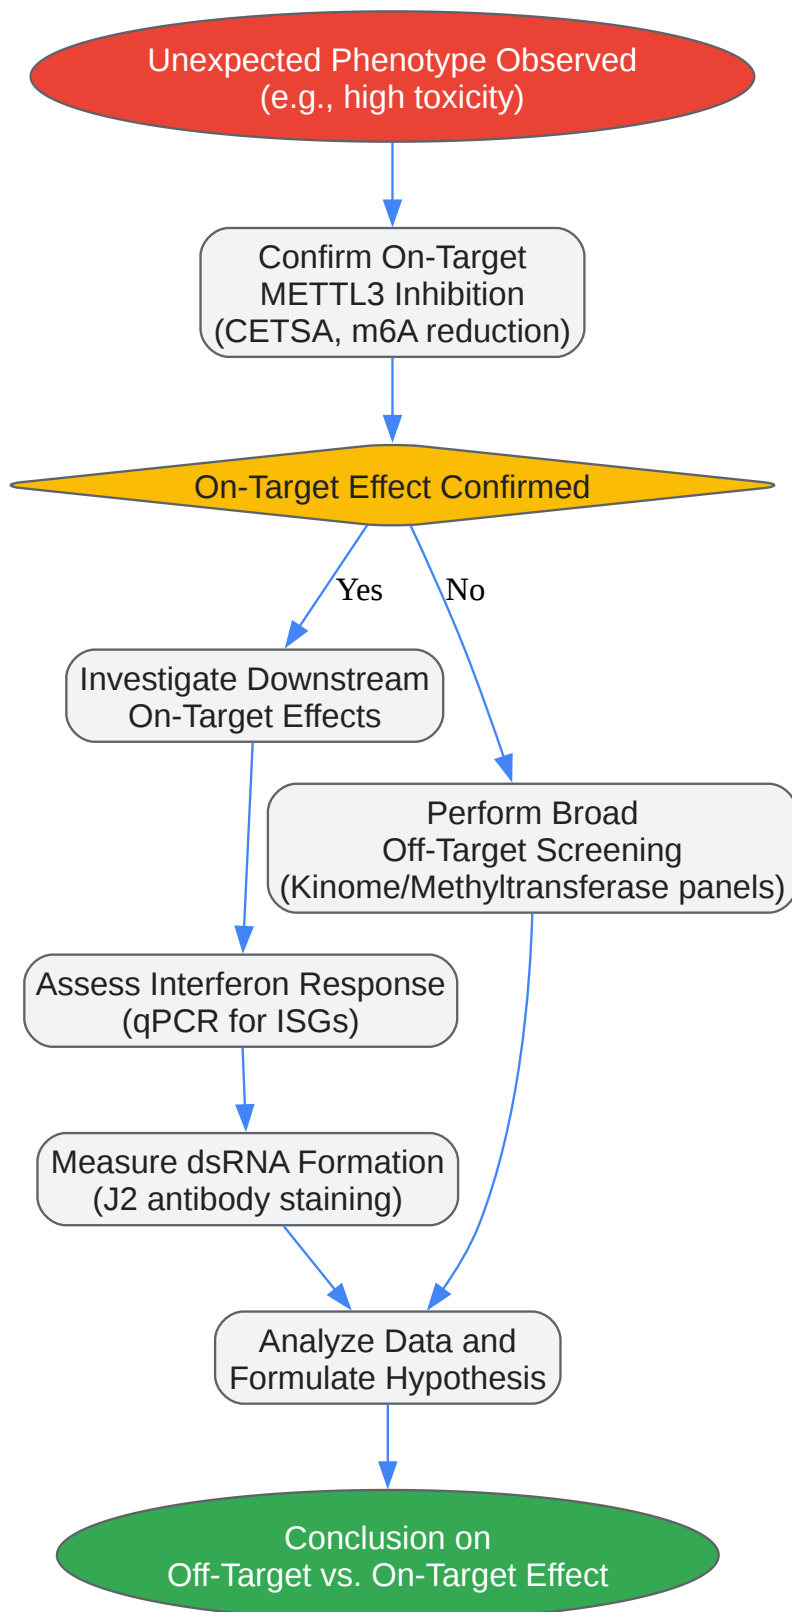 Unexpected Phenotype Observed
(e.g., high toxicity)
Confirm On-Target
METTL3 Inhibition
(CETSA, m6A reduction)
On-Target Effect Confirmed
Yes
No
Investigate Downstream
On-Target Effects
Perform Broad
Off-Target Screening
(Kinome/Methyltransferase panels)
Assess Interferon Response
(qPCR for ISGs)
Measure dsRNA Formation
(J2 antibody staining)
Analyze Data and
Formulate Hypothesis
Conclusion on
Off-Target vs. On-Target Effect